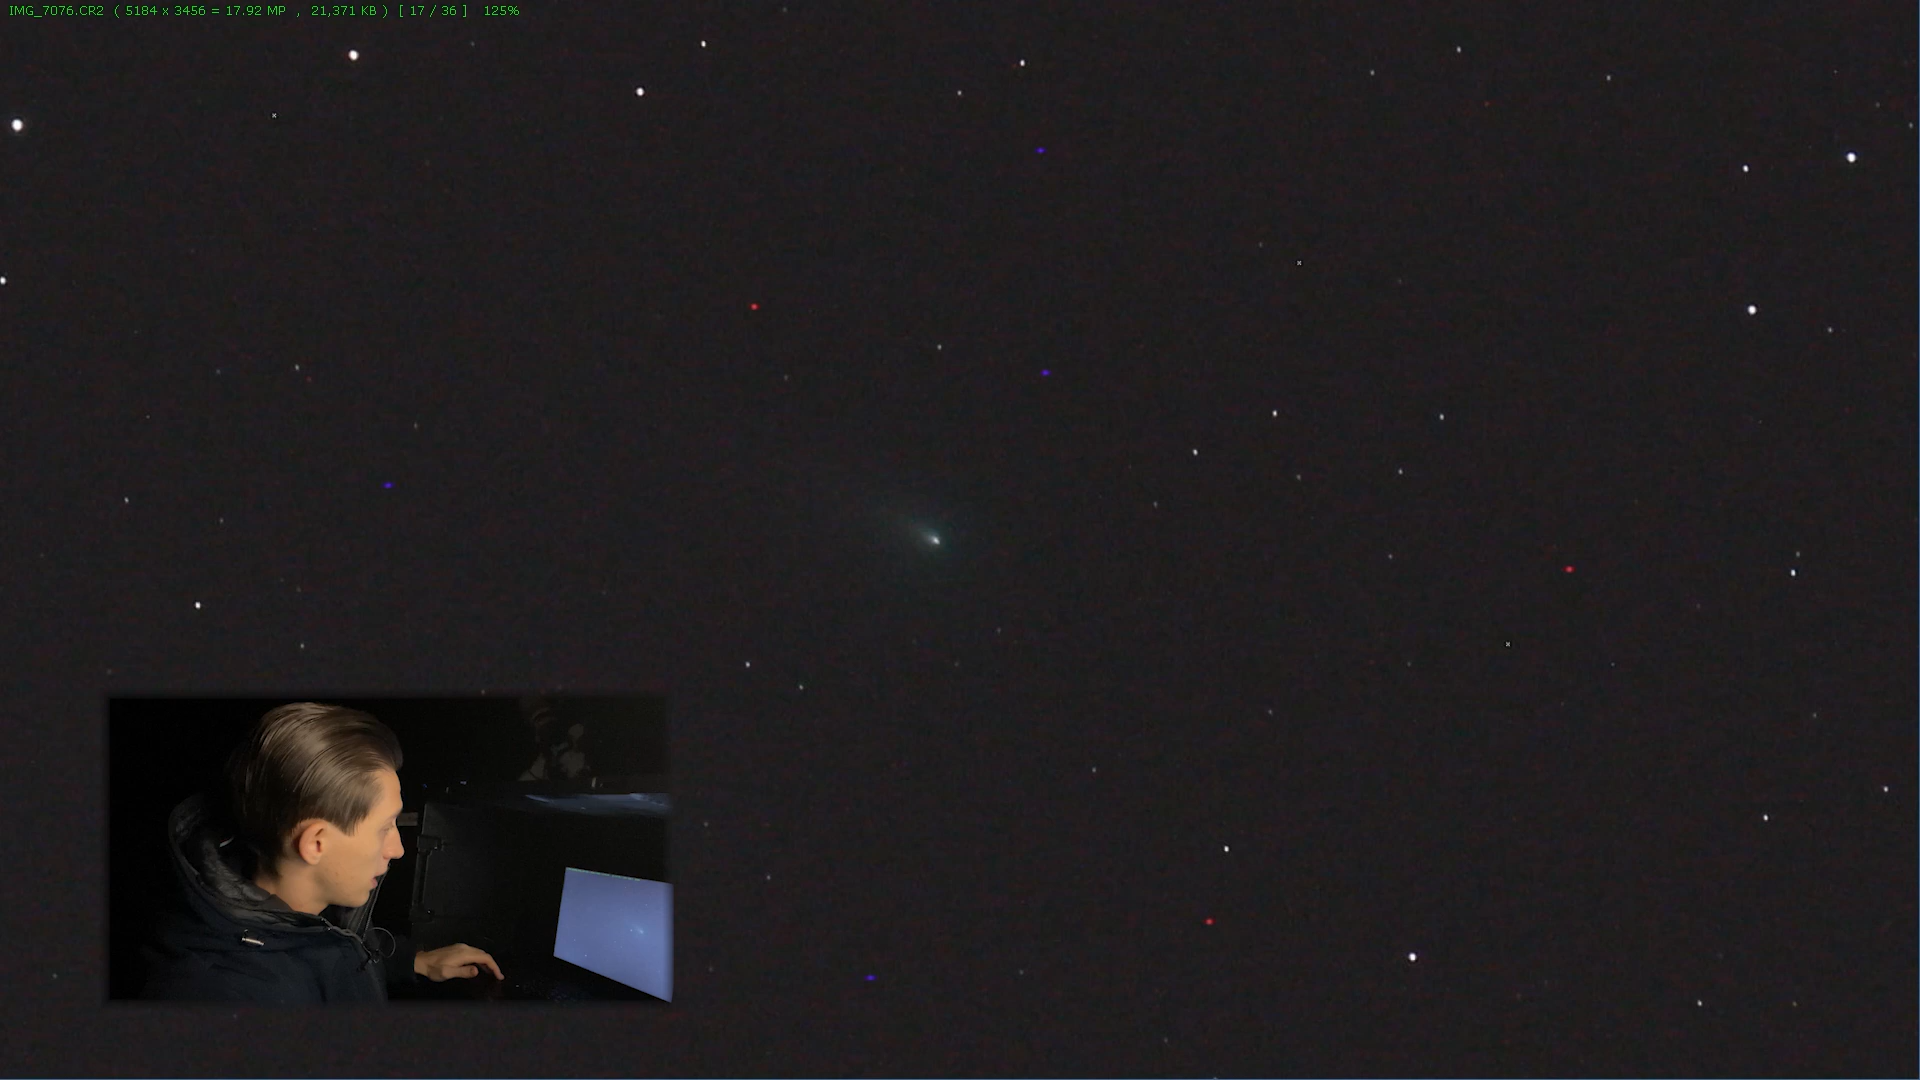 IMG_7076.CR2 ( 5184 x 3456 = 17.92 MP , 21,371 KB ) [ 17 / 36 ] 125%